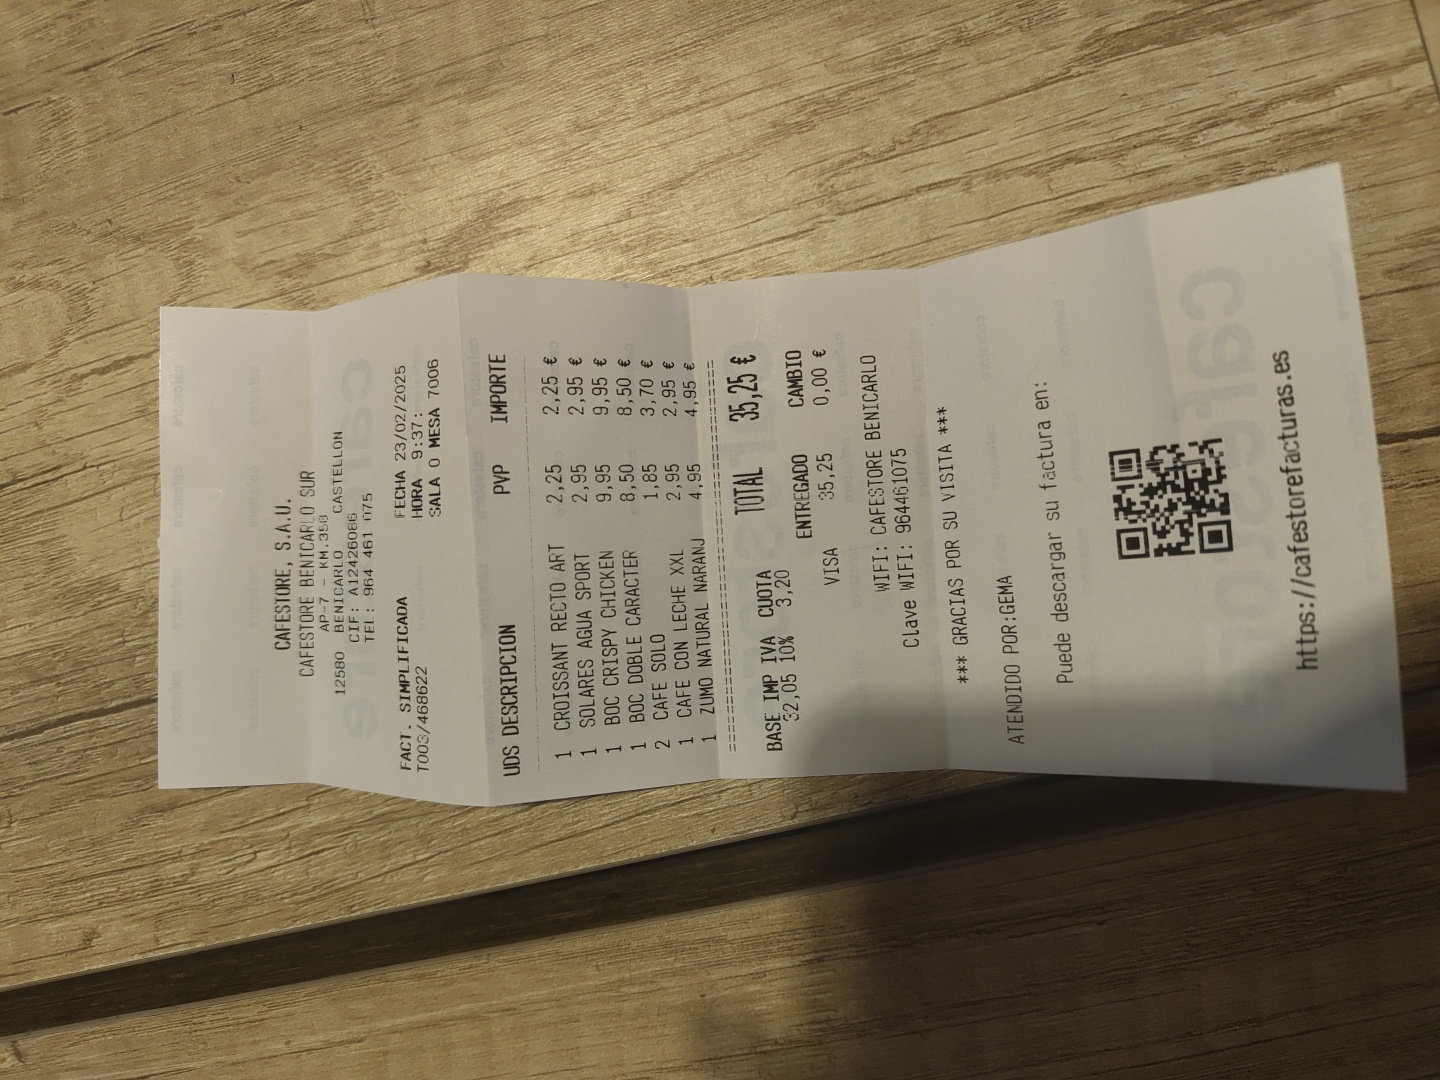 CAFESTORE, S.A.U.
CAFESTORE BENICARLO SUR
AP-7 - KM.358
12580 BENICARLO CASTELLON
CIF: A12426086
TEL: 964 461 075
FACT. SIMPLIFICADA FECHA 23/02/2025
T003/468622 HORA 9:37:
SALA 0 MESA 7006
UDS DESCRIPCION PVP IMPORTE
1 CROISSANT RECTO ART 2,25 2,25 €
1 SOLARES AGUA SPORT 2,95 2,95 €
1 BOC CRISPY CHICKEN 9,95 9,95 €
1 BOC DOBLE CARACTER 8,50 8,50 €
2 CAFE SOLO 1,85 3,70 €
1 CAFE CON LECHE XXL 2,95 2,95 €
1 ZUMO NATURAL NARANJ 4,95 4,95 €
TOTAL 35,25 €
BASE IMP IVA CUOTA
32,05 10% 3,20
ENTREGADO CAMBIO
VISA 35,25 0,00 €
WIFI: CAFESTORE BENICARLO
Clave WIFI: 964461075
*** GRACIAS POR SU VISITA ***
ATENDIDO POR:GEMA
Puede descargar su factura en:
https://cafestorefacturas.es